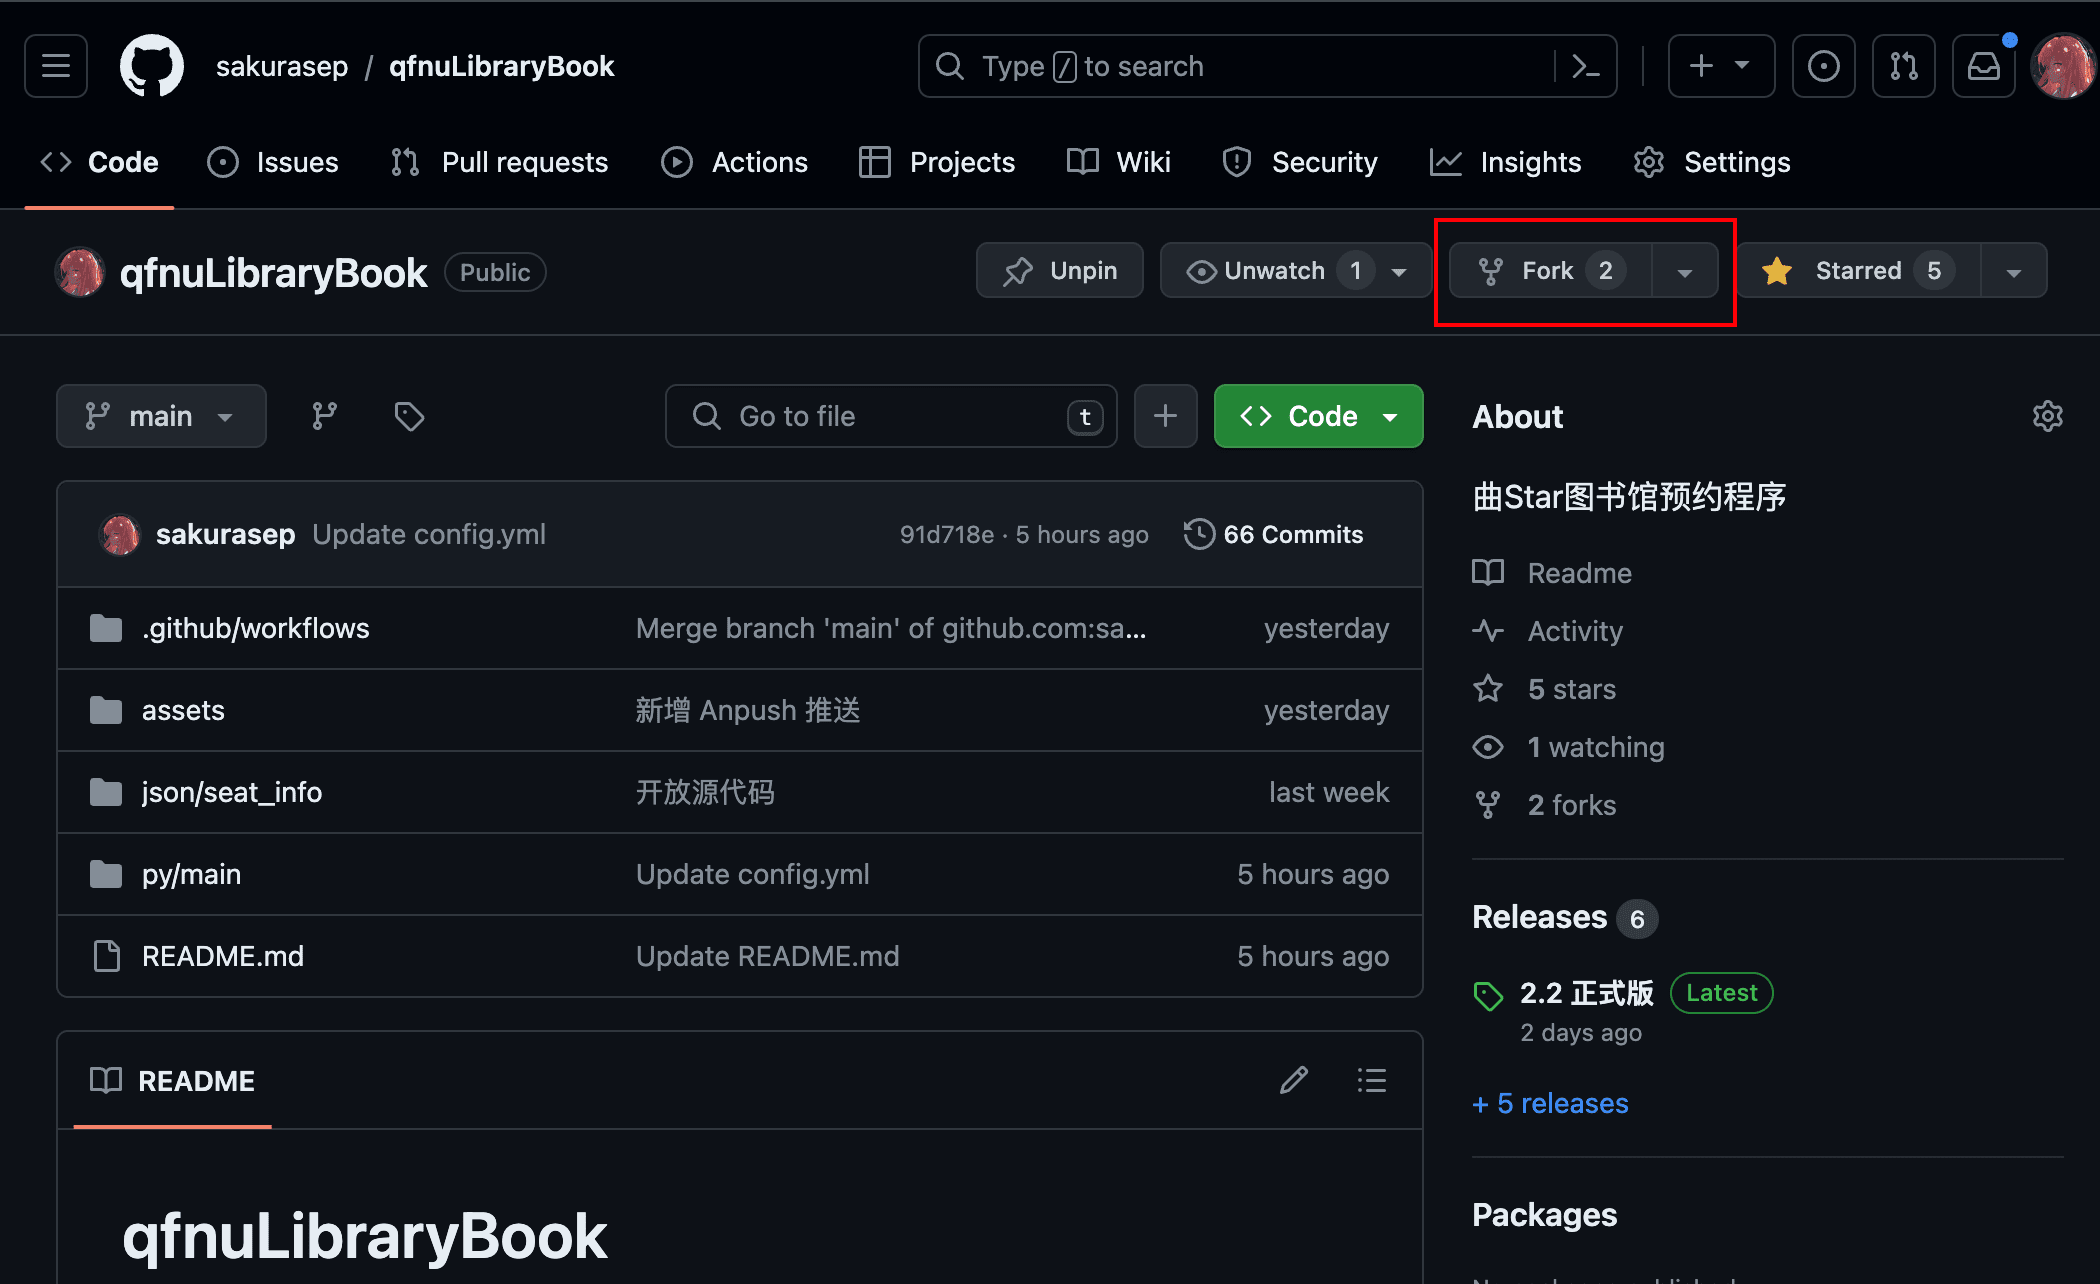 sakurasep / qfnuLibraryBook
Type / to search
Code Issues Pull requests Actions Projects Wiki Security Insights Settings
qfnuLibraryBook Public
Unpin Unwatch 1 Fork 2 Starred 5
main
Go to file t
Code
sakurasep Update config.yml 91d718e · 5 hours ago 66 Commits
.github/workflows Merge branch 'main' of github.com:sa... yesterday
assets 新增 Anpush 推送 yesterday
json/seat_info 开放源代码 last week
py/main Update config.yml 5 hours ago
README.md Update README.md 5 hours ago
README
qfnuLibraryBook
About
曲Star图书馆预约程序
Readme
Activity
5 stars
1 watching
2 forks
Releases 6
2.2 正式版 Latest
2 days ago
+ 5 releases
Packages